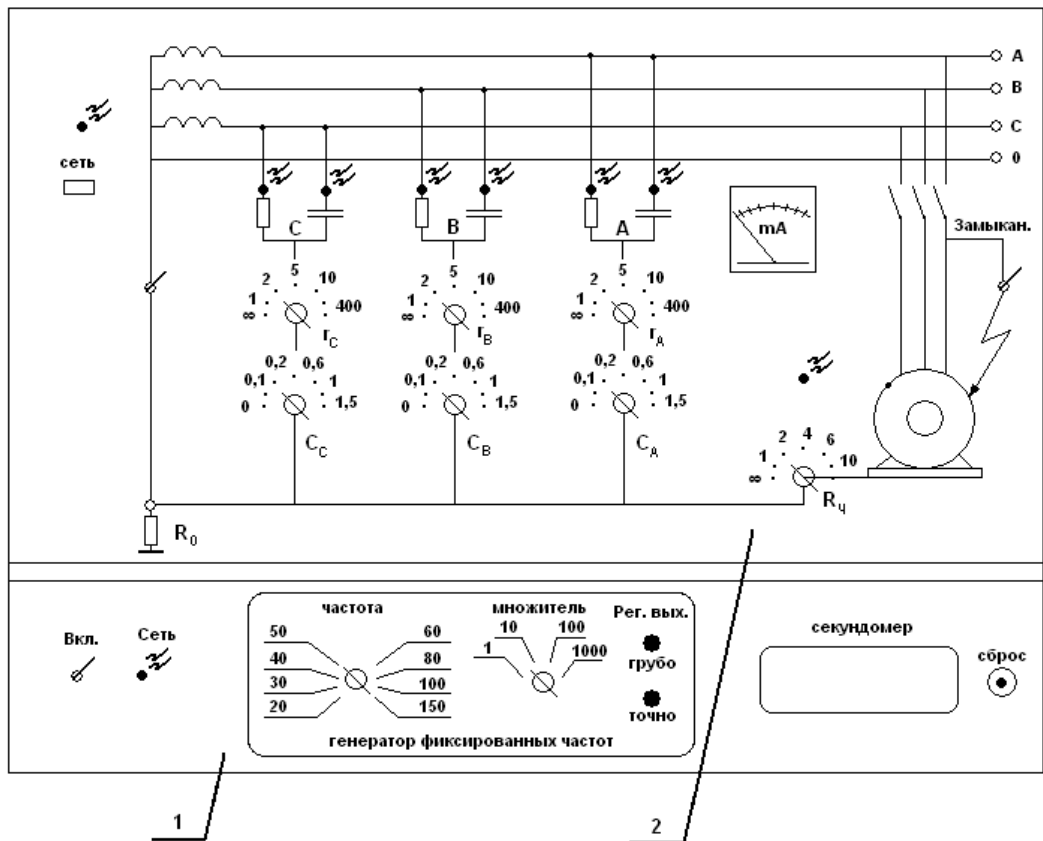 A
B
C
0
сеть
C
B
A
mA
Замыкан.
∞ 1 2 5 10 400
r_C
∞ 1 2 5 10 400
r_B
∞ 1 2 5 10 400
r_A
0 0,1 0,2 0,6 1 1,5
C_C
0 0,1 0,2 0,6 1 1,5
C_B
0 0,1 0,2 0,6 1 1,5
C_A
∞ 1 2 4 6 10
R_ч
R_0
Вкл.
Сеть
частота
50 60
40 80
30 100
20 150
множитель
1 10 100 1000
Рег. вых.
грубо
точно
генератор фиксированных частот
секундомер
сброс
1
2